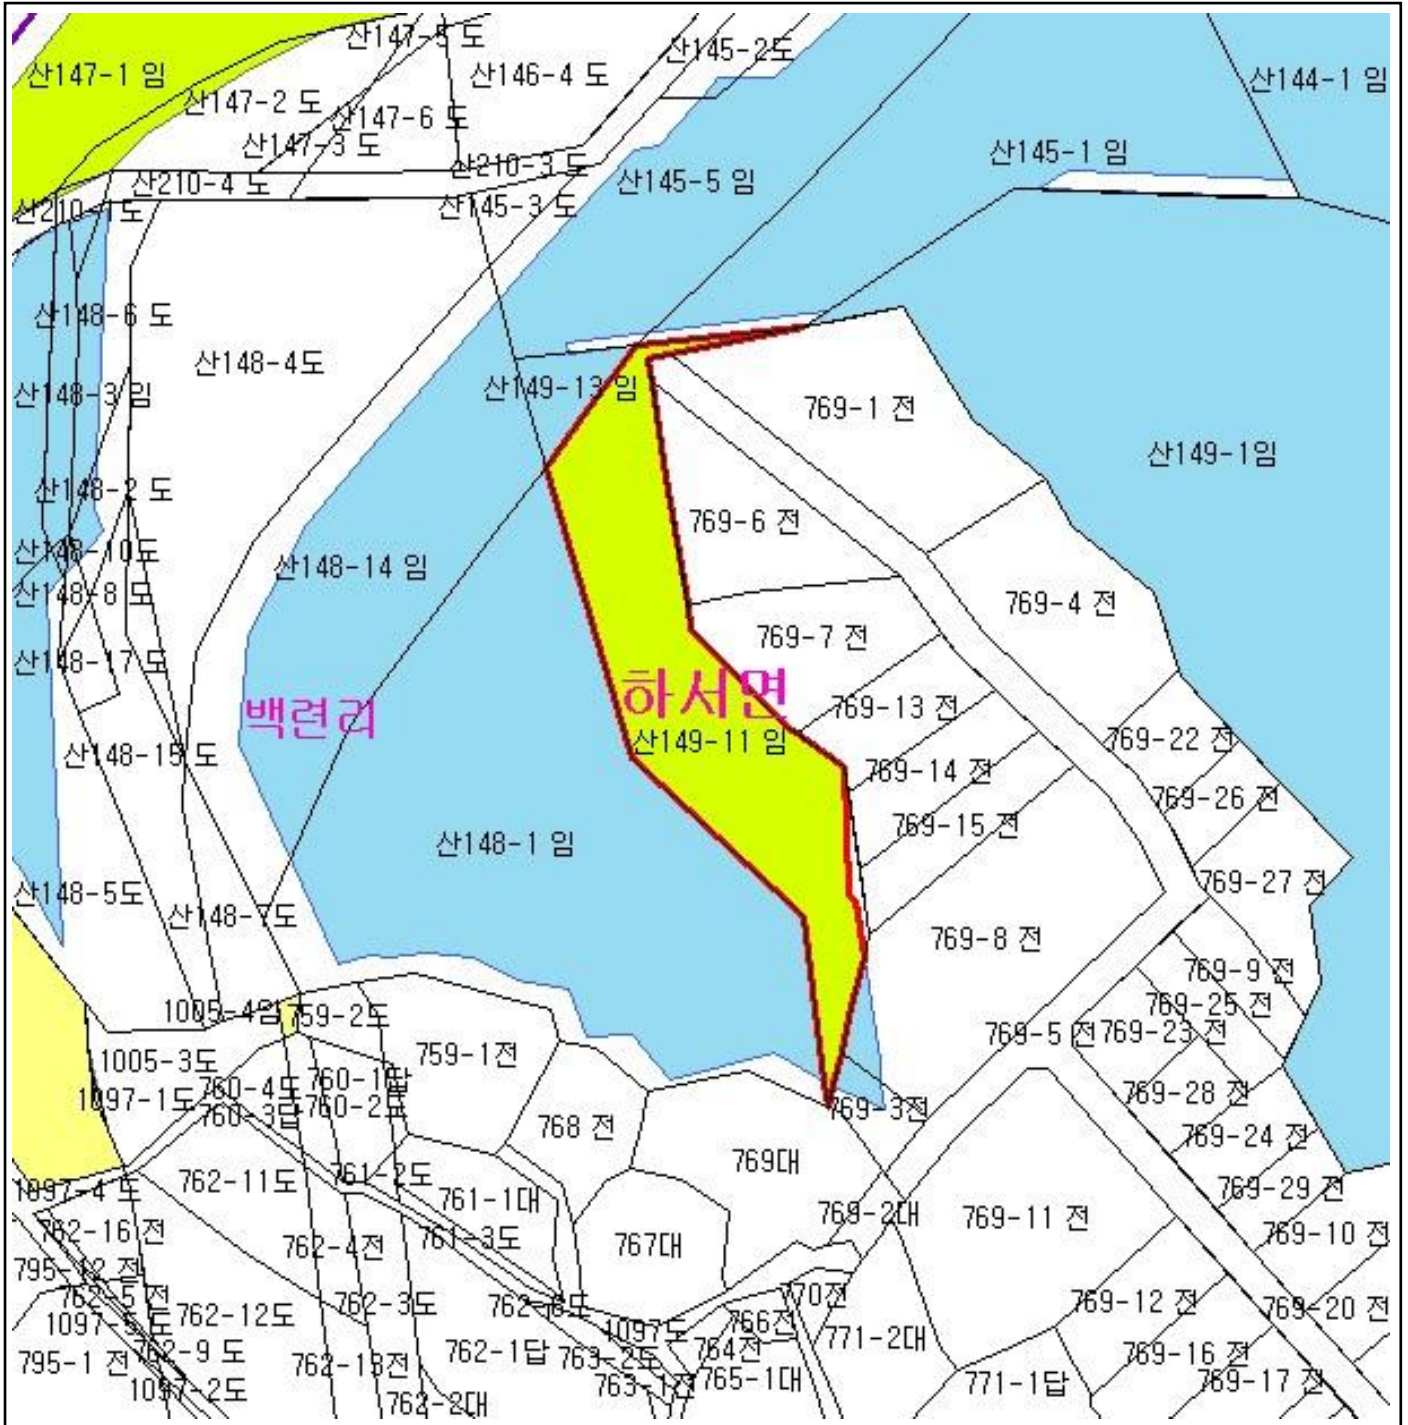 산147-5 도
산145-2도
산147-1 임
산146-4 도
산144-1 임
산147-2 도
산147-6 도
산147-3 도
산145-1 임
산210-3 도
산210-4 도
산145-5 임
산210-1도
산145-3 도
산148-6 도
산148-4도
산149-13 임
산148-3 임
769-1 전
산149-1임
산148-2 도
769-6 전
산148-10도
산148-14 임
산148-8 도
769-4 전
769-7 전
산148-17 도
하서면
769-13 전
백련리
산149-11 임
769-22 전
산148-15 도
769-14 전
769-26 전
769-15 전
산148-1 임
769-27 전
산148-5도
산148-7도
769-8 전
769-9 전
769-25 전
1005-4임
759-2도
769-5 전
769-23 전
759-1전
1005-3도
760-1답
760-4도
769-28 전
1097-1도
760-2도
760-3답
769-3전
768 전
769-24 전
769대
761-2도
762-11도
769-29 전
1097-4 도
761-1대
769-2대
769-11 전
762-16 전
761-3도
767대
769-10 전
762-4전
795-12 전
762-5 전
762-3도
762-6도
770전
769-12 전
769-20 전
762-12도
1097-5 도
1097도
766전
771-2대
762-9 도
762-1답
763-2도
764전
769-16 전
795-1 전
762-13전
765-1대
763-1전
771-1답
769-17 전
1097-2도
762-2대